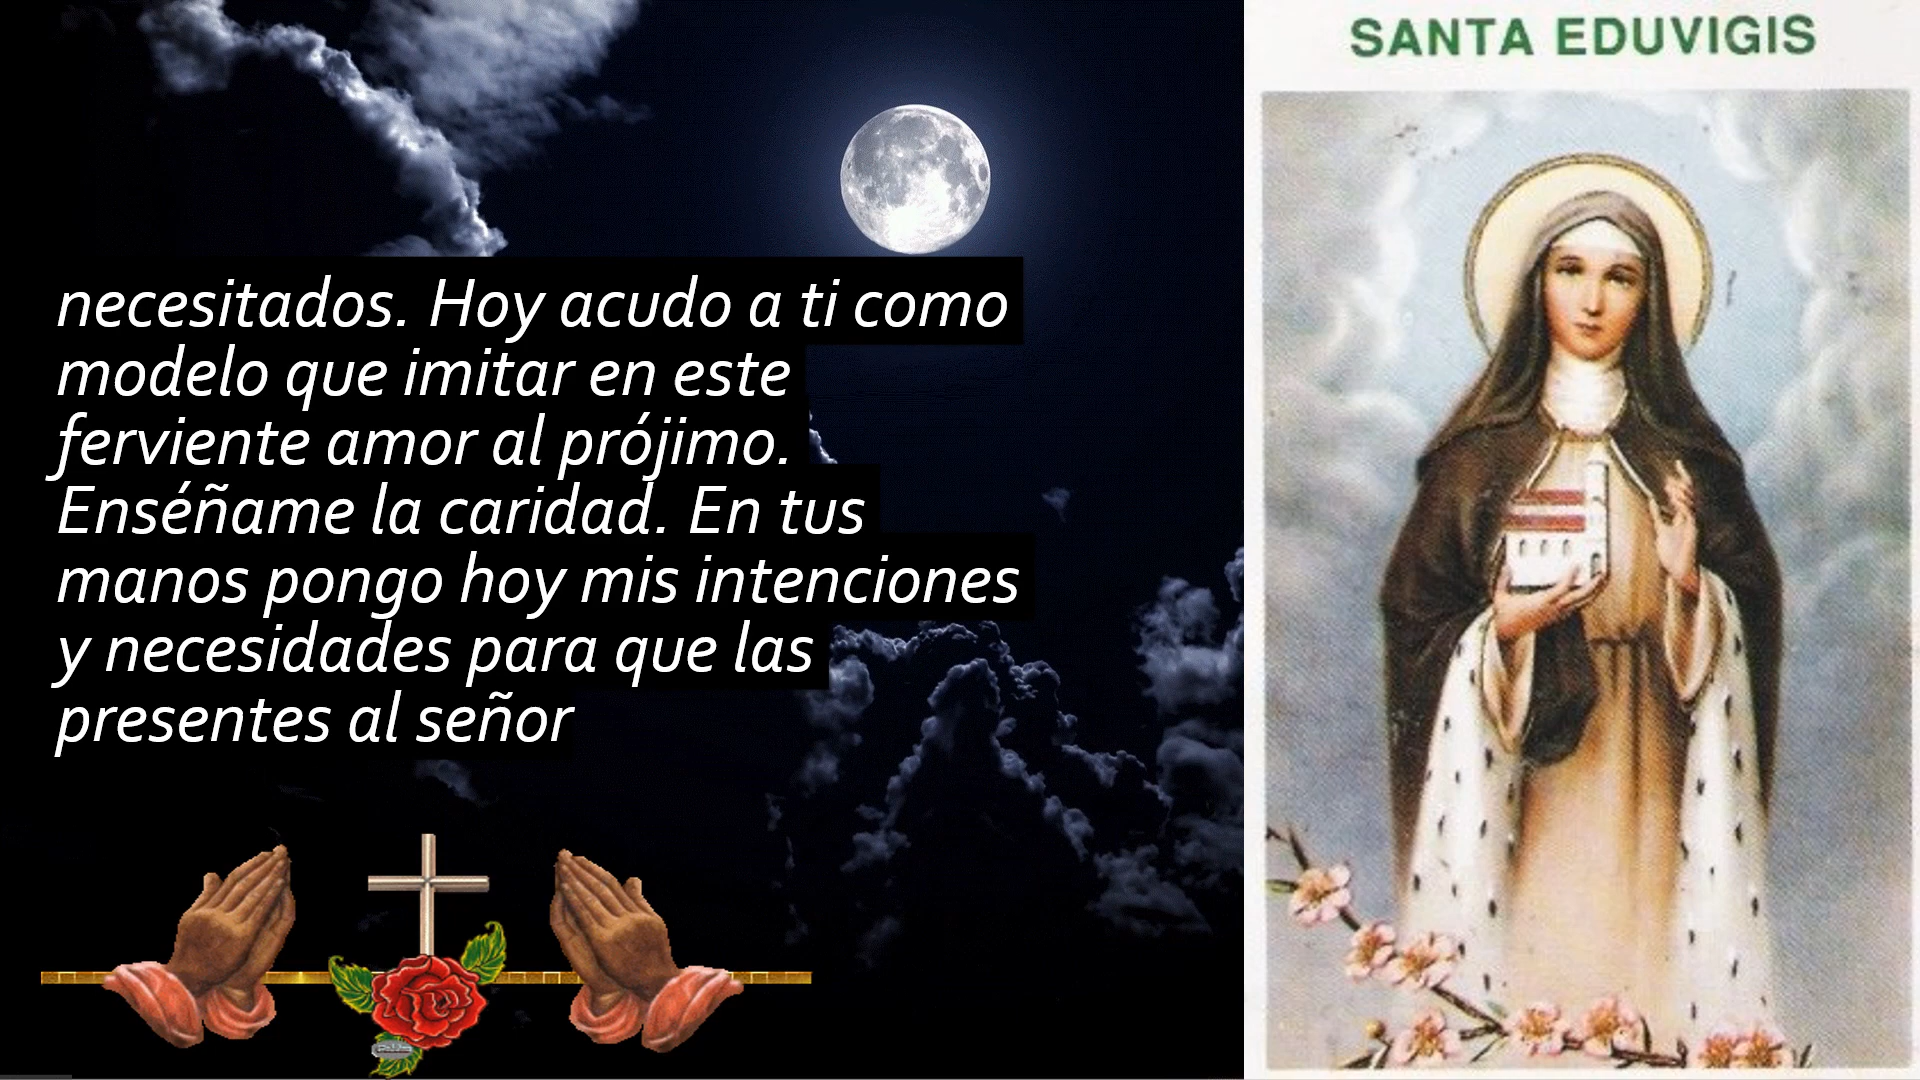 SANTA EDUVIGIS
necesitados. Hoy acudo a ti como
modelo que imitar en este
ferviente amor al prójimo.
Enséñame la caridad. En tus
manos pongo hoy mis intenciones
y necesidades para que las
presentes al señor